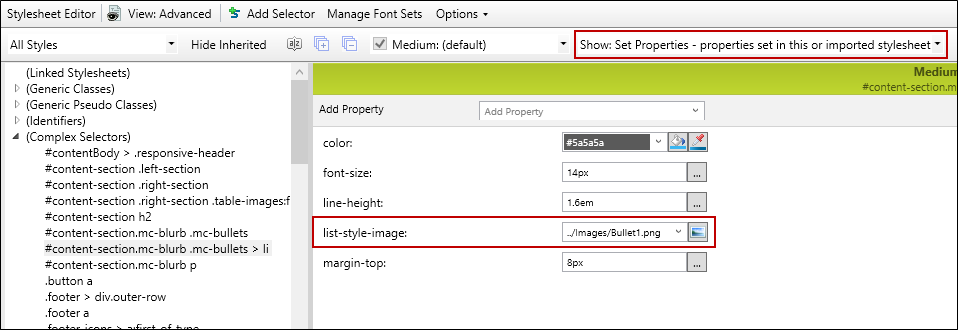 Stylesheet Editor View: Advanced Add Selector Manage Font Sets Options
All Styles Hide Inherited Medium: (default) Show: Set Properties - properties set in this or imported stylesheet
(Linked Stylesheets)
(Generic Classes)
(Generic Pseudo Classes)
(Identifiers)
(Complex Selectors)
#contentBody > .responsive-header
#content-section .left-section
#content-section .right-section
#content-section .right-section .table-images:f
#content-section h2
#content-section.mc-blurb .mc-bullets
#content-section.mc-blurb .mc-bullets > li
#content-section.mc-blurb p
.button a
.footer > div.outer-row
.footer a
.footer-icons > a:first-of-type
Medium
#content-section.m
Add Property Add Property
color: #5a5a5a
font-size: 14px ...
line-height: 1.6em ...
list-style-image: ../Images/Bullet1.png
margin-top: 8px ...